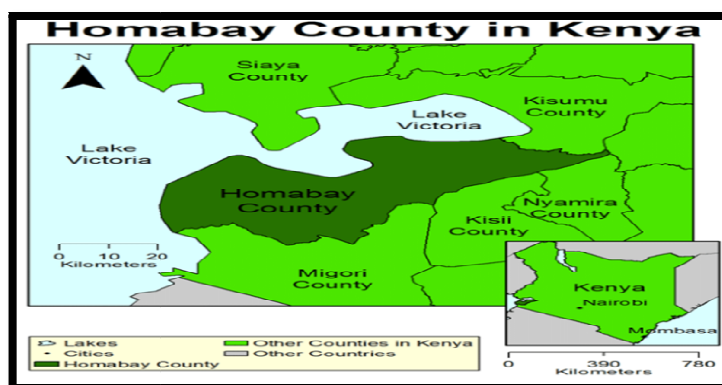 Homabay County in Kenya
N
Siaya
County
Lake
Victoria
Kisumu
County
Lake
Victoria
Homabay
County
Nyamira
County
Kisii
County
0 10 20
Kilometers
Migori
County
Kenya
Nairobi
Mombasa
Lakes
Other Counties in Kenya
Cities
Other Countries
Homabay County
0 390 780
Kilometers